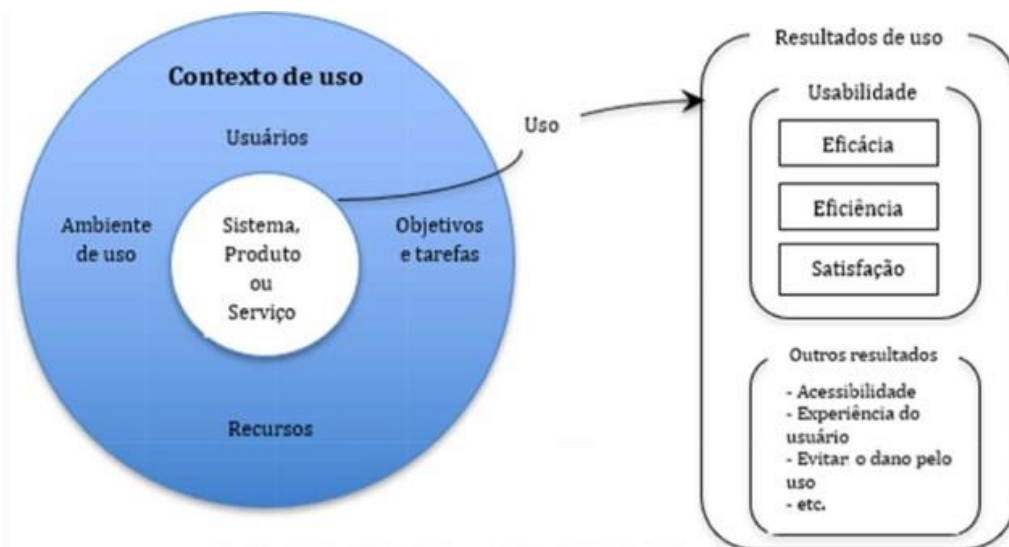 Contexto de uso
Usuários
Ambiente
de uso
Sistema,
Produto
ou
Serviço
Objetivos
e tarefas
Recursos
Uso
Resultados de uso
Usabilidade
Eficácia
Eficiência
Satisfação
Outros resultados
- Acessibilidade
- Experiência do
usuário
- Evitar o dano pelo
uso
- etc.